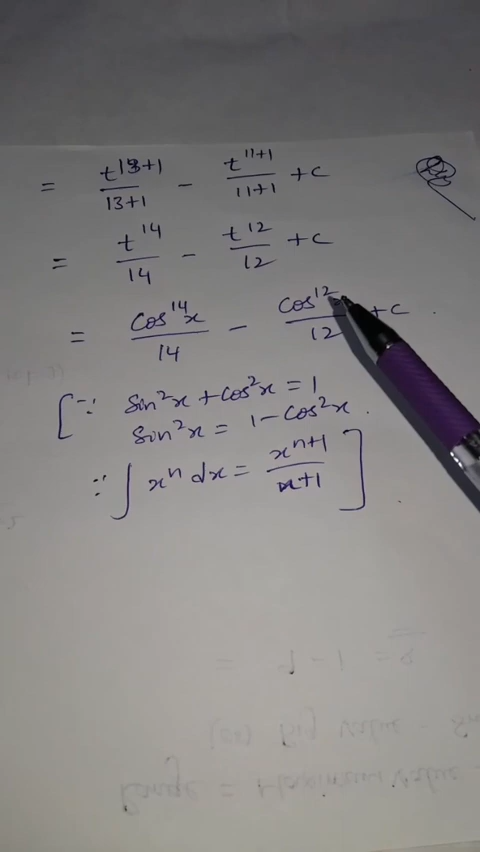 = t^13+1/13+1 - t^11+1/11+1 + c
= t^14/14 - t^12/12 + c
= cos^14 x/14 - cos^12/12 + c
[∵ sin²x + cos²x = 1
sin²x = 1 - cos²x.
∵ ∫ x^n dx = x^n+1/n+1 ]